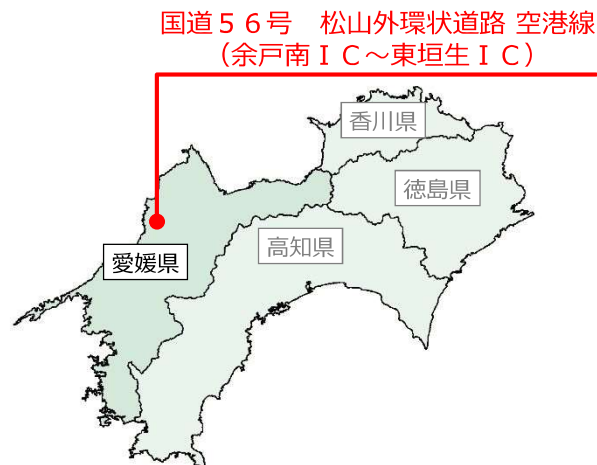 国道５６号　松山外環状道路 空港線
（余戸南ＩＣ～東垣生ＩＣ）
香川県
徳島県
高知県
愛媛県